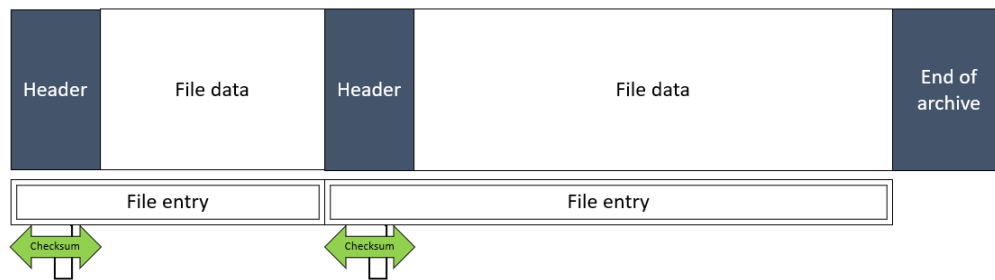 Header
File data
Header
File data
End of
archive
File entry
File entry
Checksum
Checksum